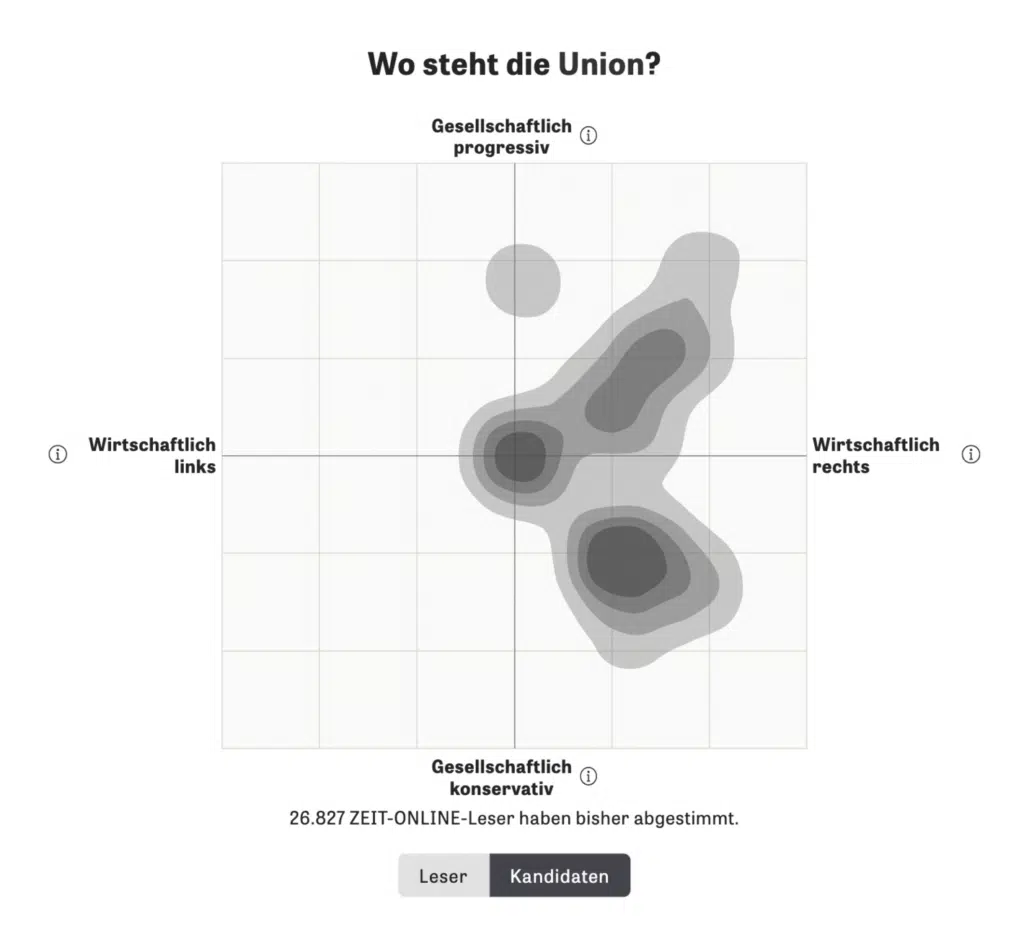 Wo steht die Union?
Gesellschaftlich
progressiv
Wirtschaftlich
links
Wirtschaftlich
rechts
Gesellschaftlich
konservativ
26.827 ZEIT-ONLINE-Leser haben bisher abgestimmt.
Leser
Kandidaten